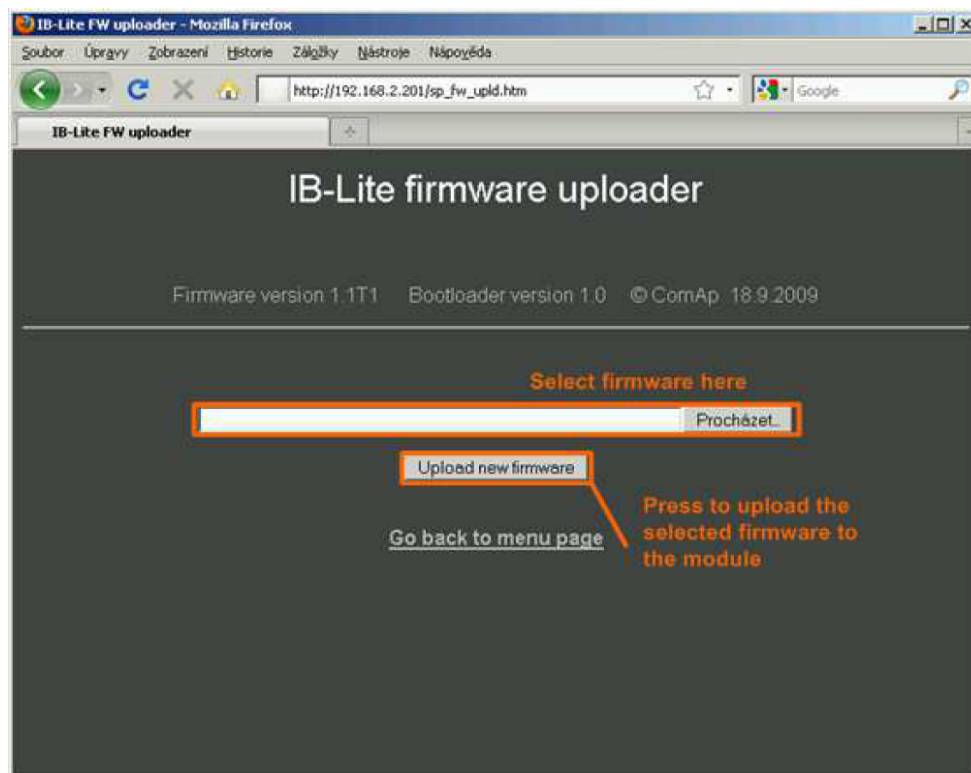 IB-Lite FW uploader - Mozilla Firefox
Soubor Úpravy Zobrazení Historie Záložky Nástroje Nápověda
http://192.168.2.201/sp_fw_upld.htm Google
IB-Lite FW uploader
IB-Lite firmware uploader
Firmware version 1.1T1 Bootloader version 1.0 © ComAp 18.9.2009
Select firmware here
Procházet...
Upload new firmware
Press to upload the
selected firmware to
the module
Go back to menu page